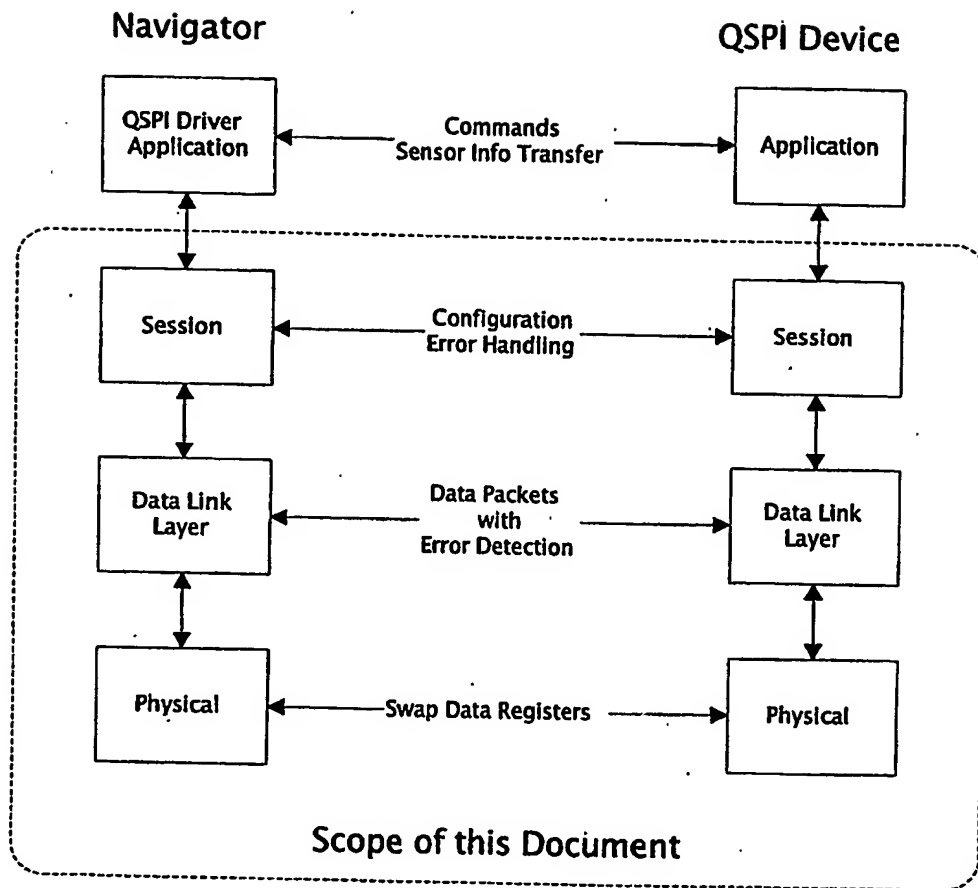 Navigator
QSPI Device
QSPI Driver
Application
Commands
Sensor Info Transfer
Application
Session
Configuration
Error Handling
Session
Data Link
Layer
Data Packets
with
Error Detection
Data Link
Layer
Physical
Swap Data Registers
Physical
Scope of this Document